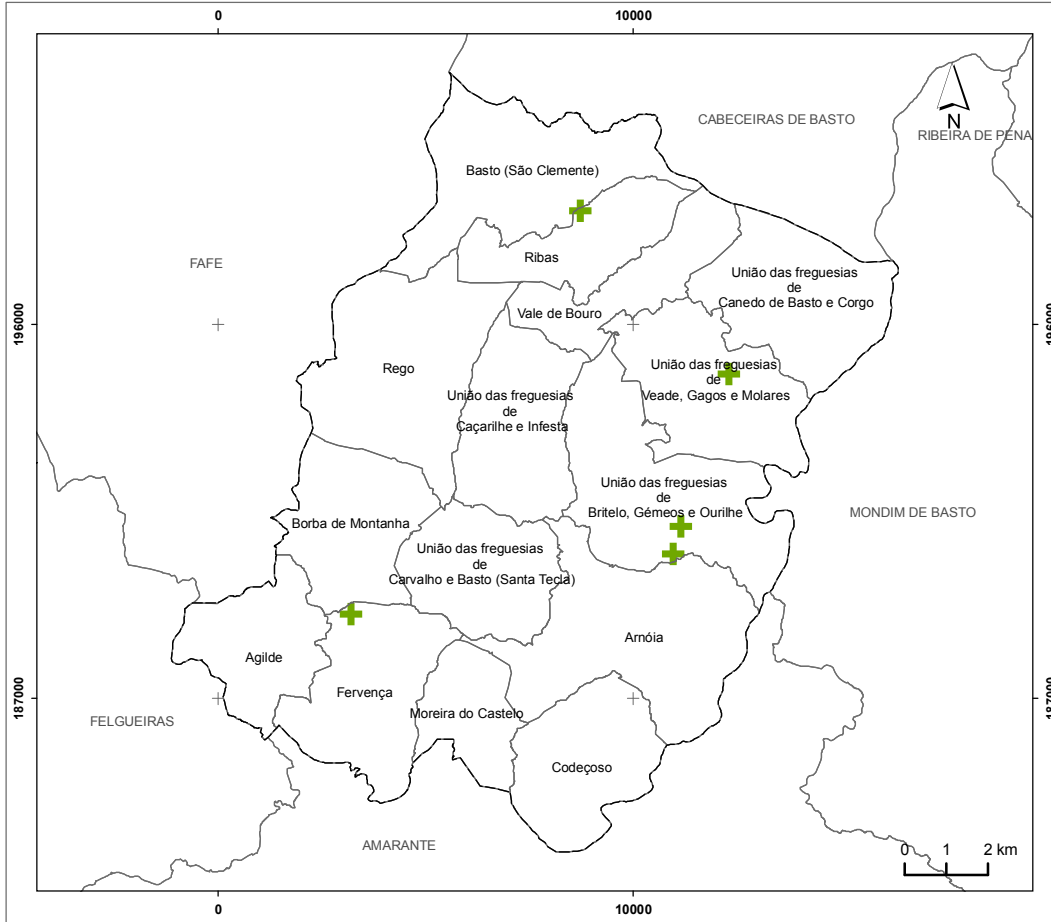 0 10000
CABECEIRAS DE BASTO
N
RIBEIRA DE PENA
Basto (São Clemente)
FAFE
Ribas
União das freguesias
de
Canedo de Basto e Corgo
Vale de Bouro
196000
196000
Rego
União das freguesias
de
Veade, Gagos e Molares
União das freguesias
de
Caçarilhe e Infesta
União das freguesias
de
Britelo, Gémeos e Ourilhe
MONDIM DE BASTO
Borba de Montanha
União das freguesias
de
Carvalho e Basto (Santa Tecla)
Arnóia
Agilde
Fervença
187000
187000
Moreira do Castelo
FELGUEIRAS
Codeçoso
AMARANTE
0 1 2 km
0 10000